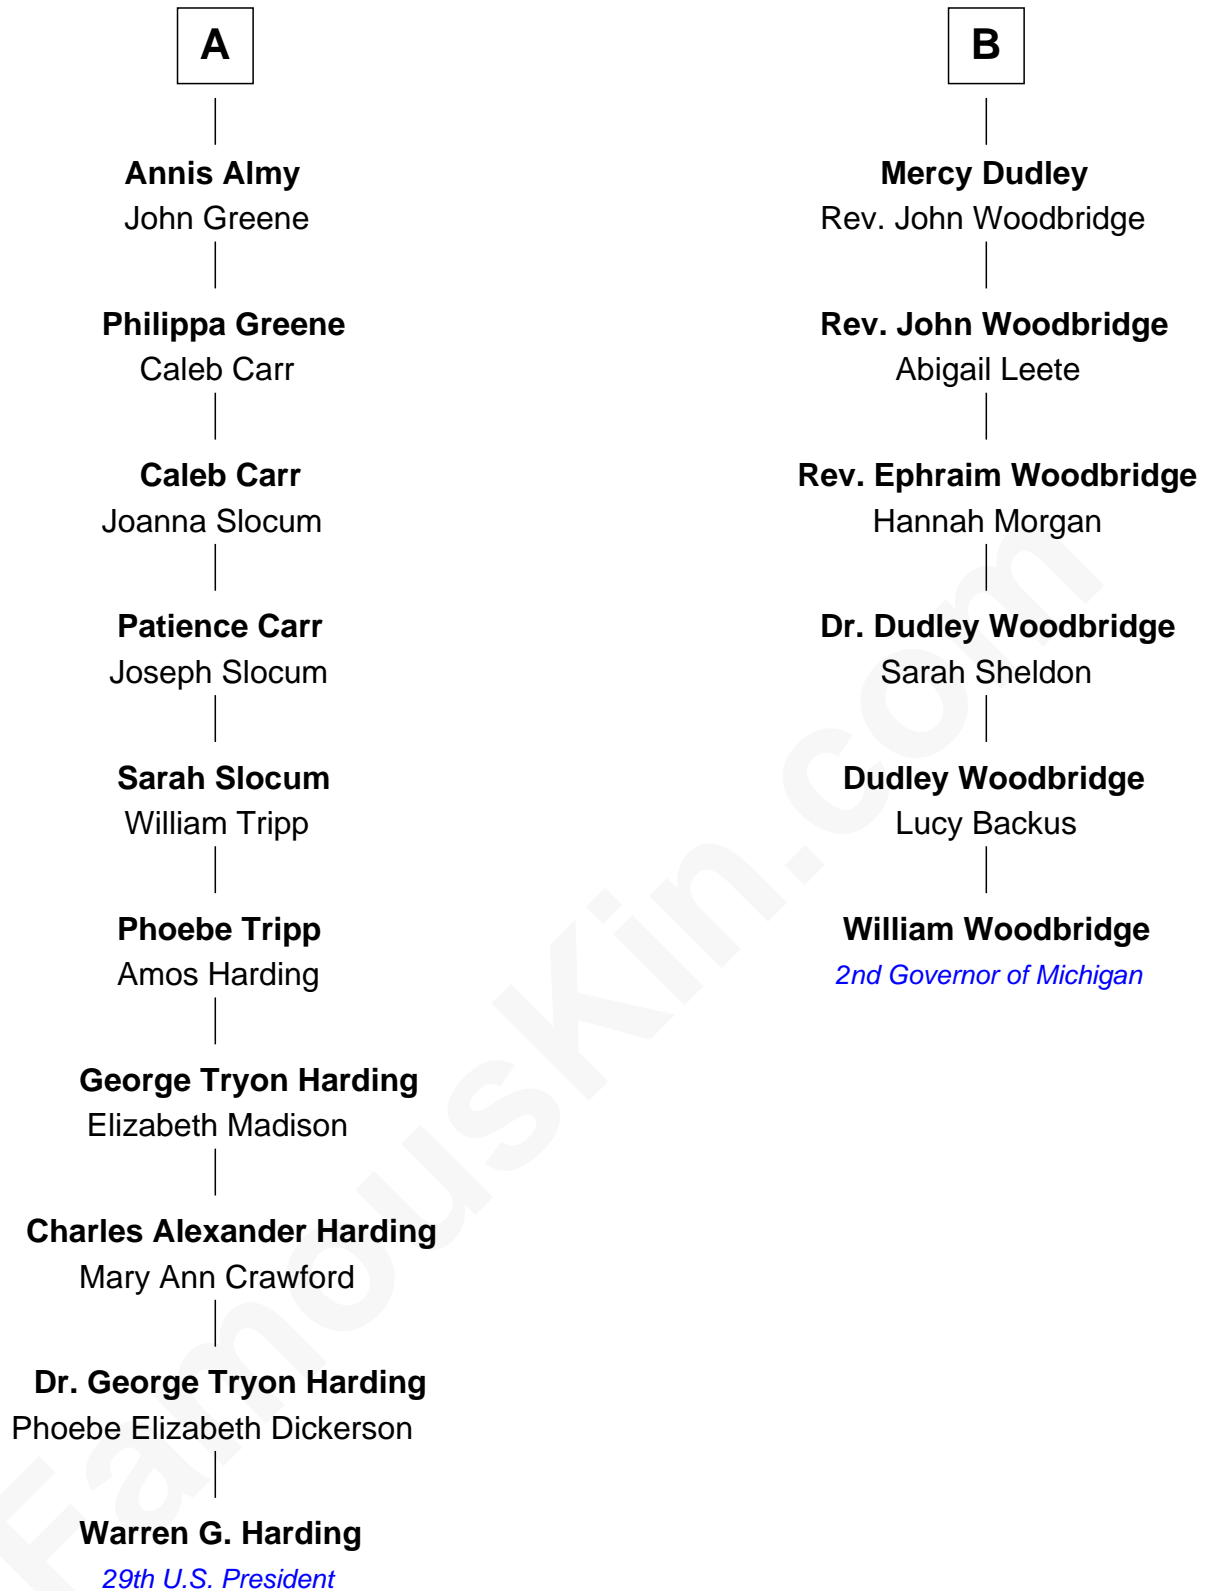 A
Annis Almy
John Greene
Philippa Greene
Caleb Carr
Caleb Carr
Joanna Slocum
Patience Carr
Joseph Slocum
Sarah Slocum
William Tripp
Phoebe Tripp
Amos Harding
George Tryon Harding
Elizabeth Madison
Charles Alexander Harding
Mary Ann Crawford
Dr. George Tryon Harding
Phoebe Elizabeth Dickerson
Warren G. Harding
29th U.S. President
B
Mercy Dudley
Rev. John Woodbridge
Rev. John Woodbridge
Abigail Leete
Rev. Ephraim Woodbridge
Hannah Morgan
Dr. Dudley Woodbridge
Sarah Sheldon
Dudley Woodbridge
Lucy Backus
William Woodbridge
2nd Governor of Michigan
FamousKin.com